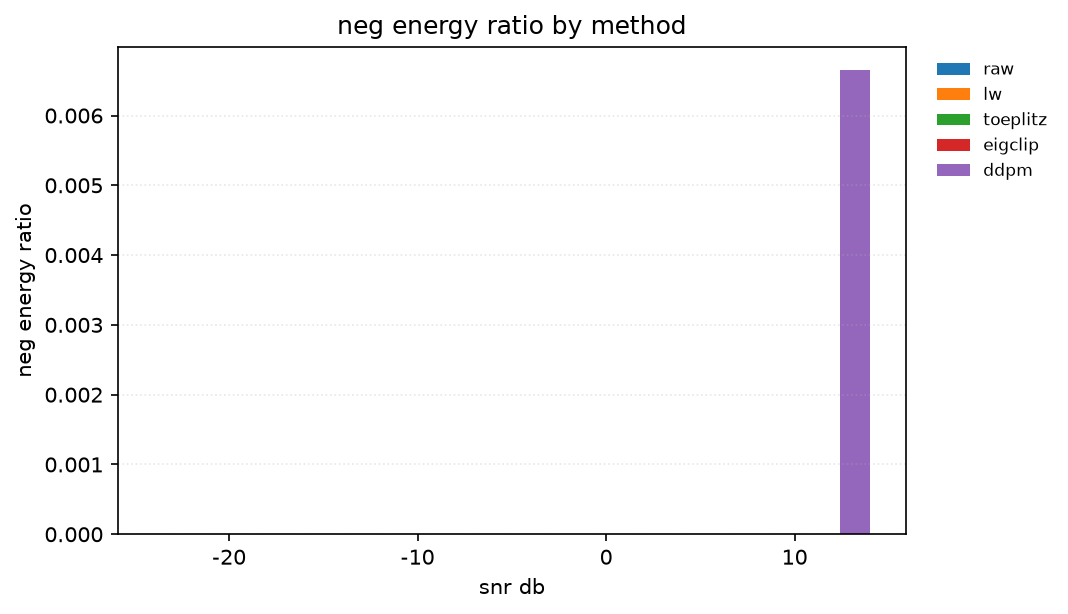 neg energy ratio by method
neg energy ratio
0.006
0.005
0.004
0.003
0.002
0.001
0.000
-20
-10
0
10
snr db
raw
lw
toeplitz
eigclip
ddpm